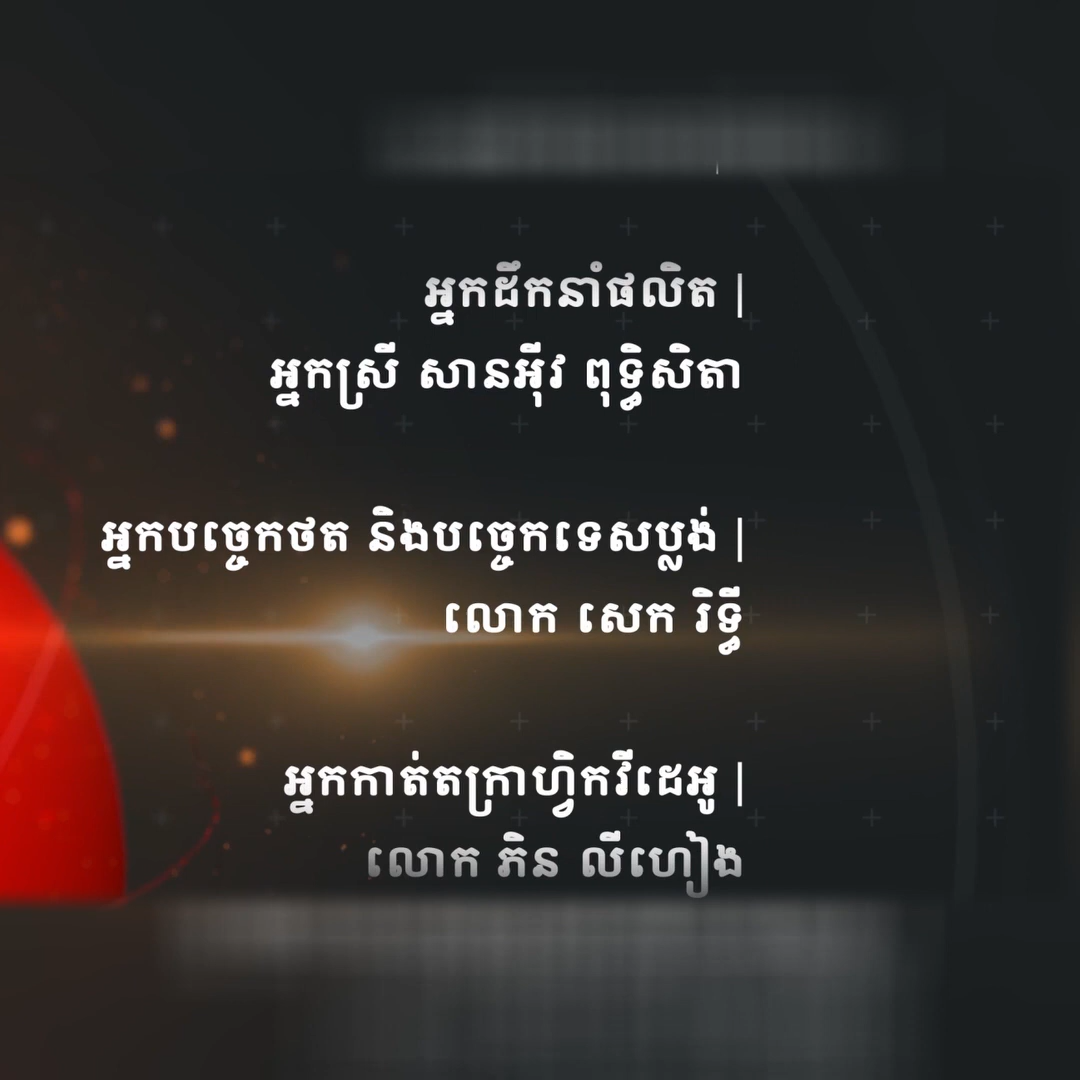 អ្នកដឹកនាំផលិត |
អ្នកស្រី សានអ៊ីវ ពុទ្ធិសិតា
អ្នកបច្ចេកថត និងបច្ចេកទេសប្លង់ |
លោក សេក រិទ្ធី
អ្នកកាត់តក្រាហ្វិកវីដេអូ |
លោក ភិន លីហៀង